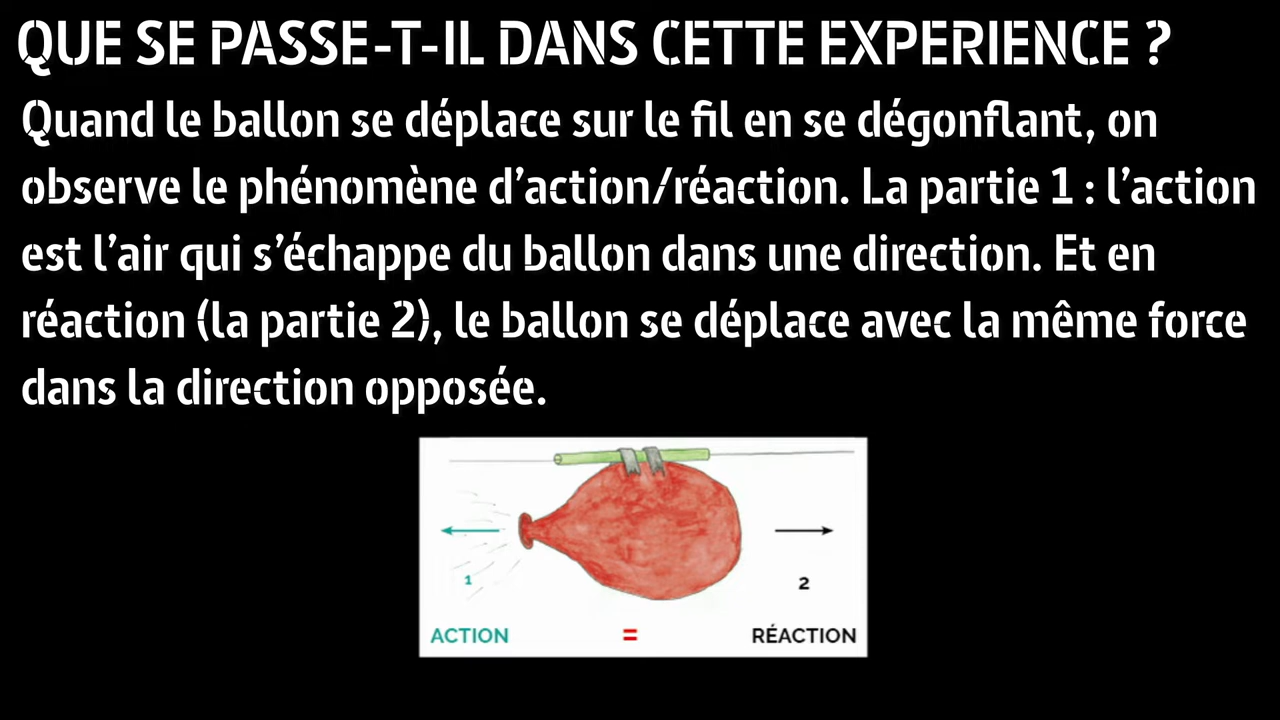 QUE SE PASSE-T-IL DANS CETTE EXPERIENCE ?
Quand le ballon se déplace sur le fil en se dégonflant, on
observe le phénomène d’action/réaction. La partie 1 : l’action
est l’air qui s’échappe du ballon dans une direction. Et en
réaction (la partie 2), le ballon se déplace avec la même force
dans la direction opposée.
1
2
ACTION = RÉACTION